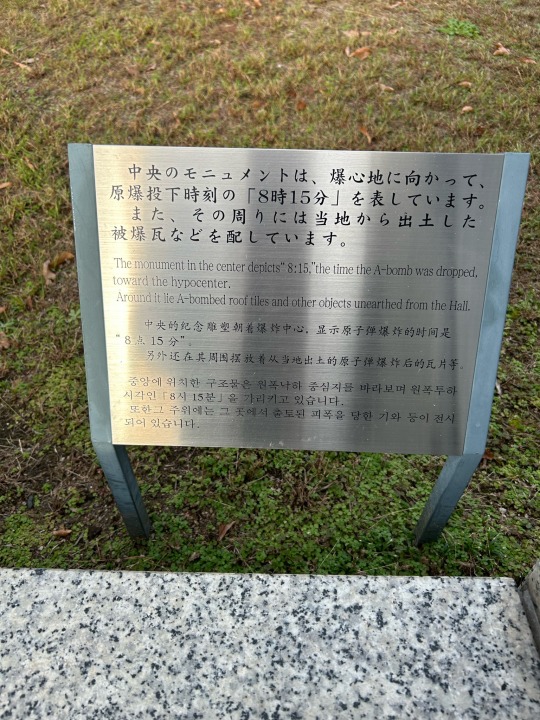 中央のモニュメントは、爆心地に向かって、
原爆投下時刻の「8時15分」を表しています。
また、その周りには当地から出土した
被爆瓦などを配しています。
The monument in the center depicts“ 8:15,”the time the A-bomb was dropped,
toward the hypocenter.
Around it lie A-bombed roof tiles and other objects unearthed from the Hall.
中央的纪念雕塑朝着爆炸中心，显示原子弹爆炸的时间是
“8点15分”。
另外还在其周围摆放着从当地出土的原子弹爆炸后的瓦片等。
중앙에 위치한 구조물은 원폭낙하 중심지를 바라보며 원폭투하
시각인「8시 15분」을 가리키고 있습니다.
또한그 주위에는 그 곳에서 출토된 피폭을 당한 기와 등이 전시
되어 있습니다.